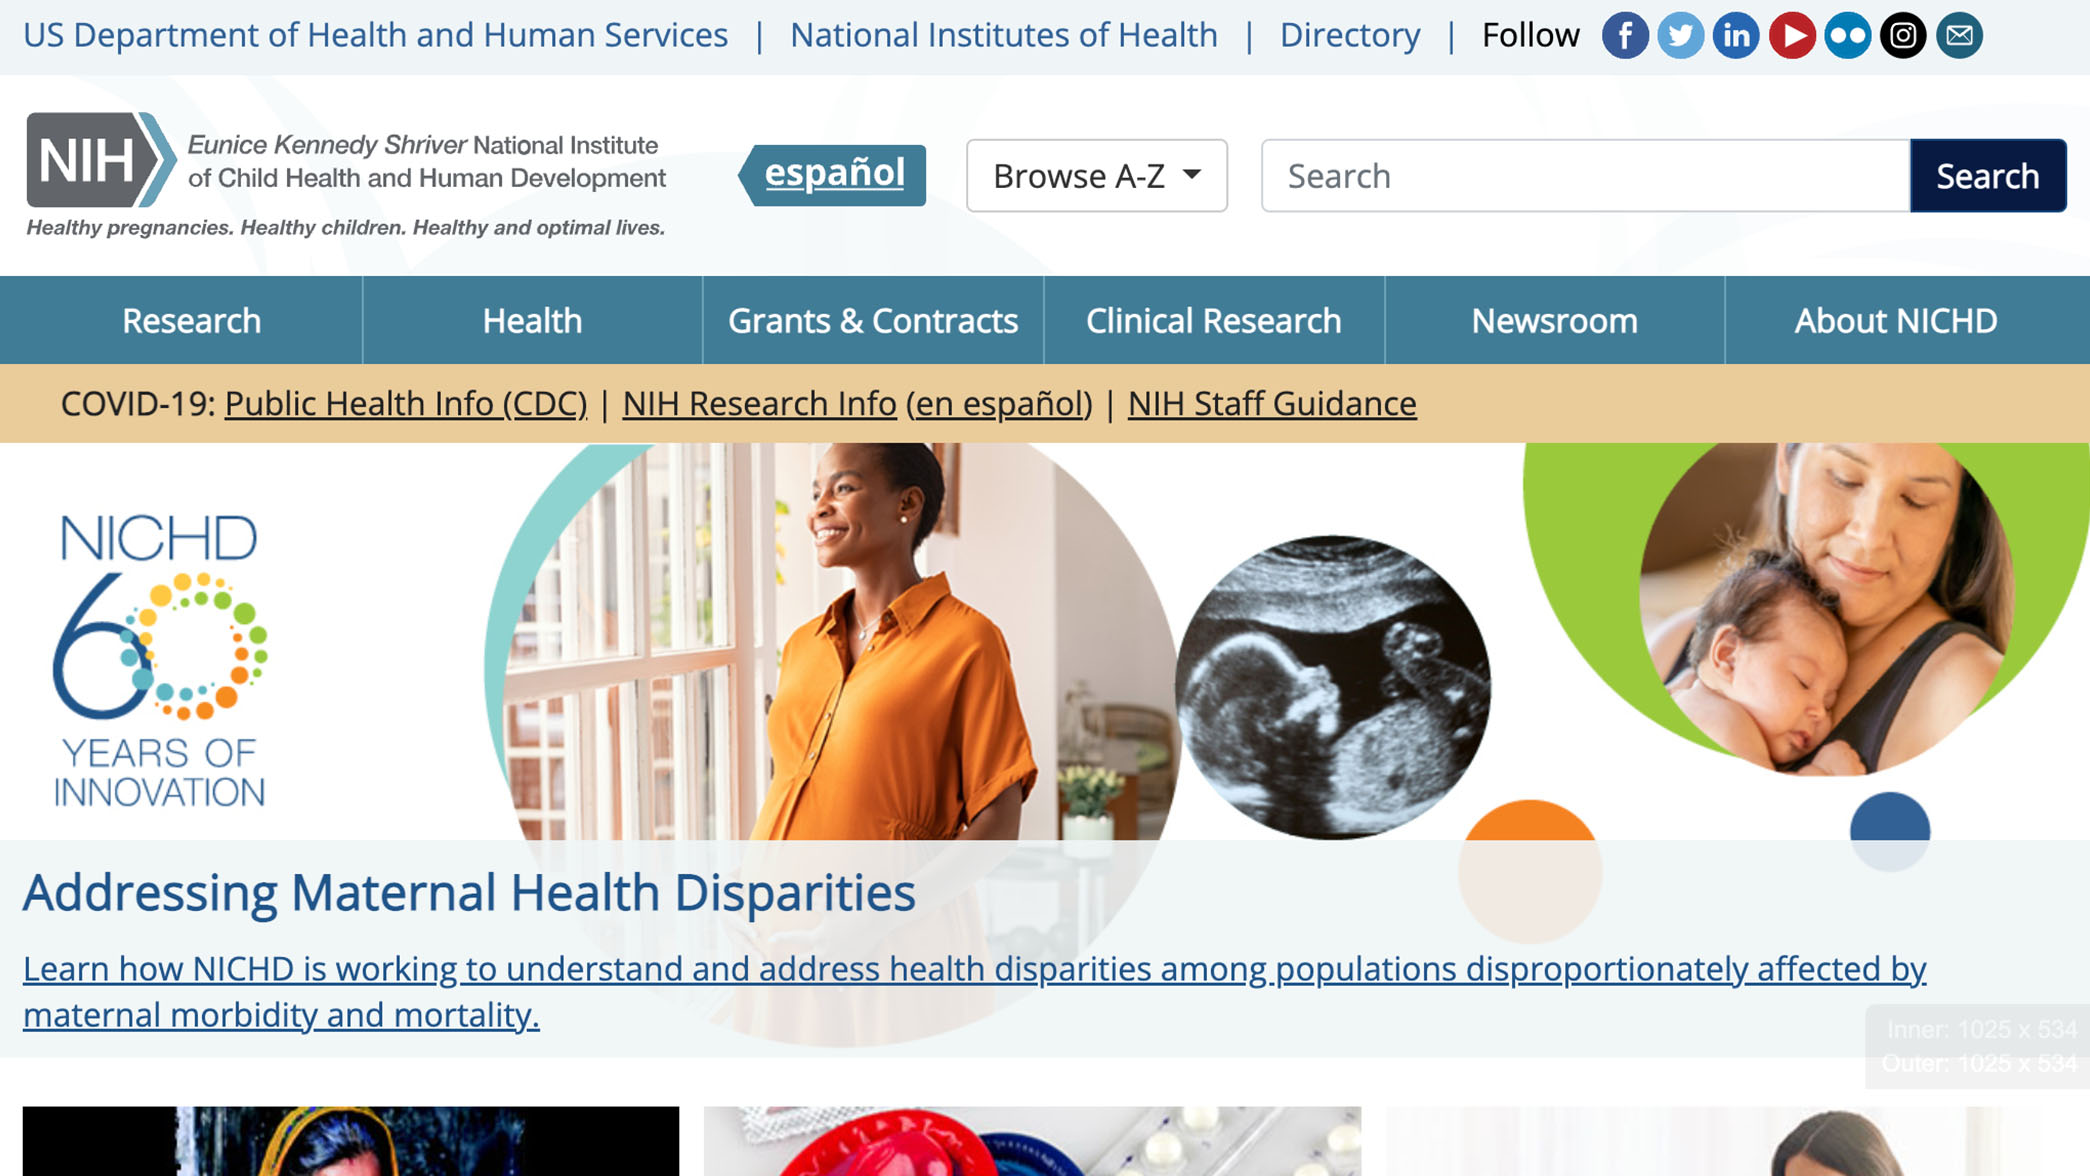 US Department of Health and Human Services | National Institutes of Health | Directory | Follow
NIH
Eunice Kennedy Shriver National Institute
of Child Health and Human Development
Healthy pregnancies. Healthy children. Healthy and optimal lives.
español
Browse A-Z
Search
Search
Research
Health
Grants & Contracts
Clinical Research
Newsroom
About NICHD
COVID-19: Public Health Info (CDC) | NIH Research Info (en español) | NIH Staff Guidance
NICHD
60
YEARS OF
INNOVATION
Addressing Maternal Health Disparities
Learn how NICHD is working to understand and address health disparities among populations disproportionately affected by
maternal morbidity and mortality.
Inner: 1025 x 534
Outer: 1025 x 534